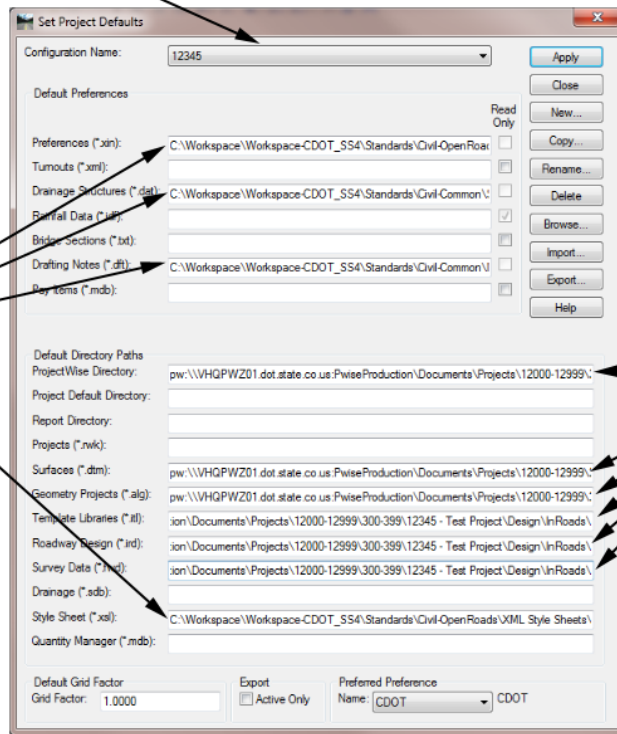 Set Project Defaults
Configuration Name: 12345
Apply
Close
Default Preferences
Read Only
New...
Preferences (*.xin): C:\Workspace\Workspace-CDOT_SS4\Standards\Civil-OpenRoad
Copy...
Turnouts (*.xml):
Rename...
Drainage Structures (*.dat): C:\Workspace\Workspace-CDOT_SS4\Standards\Civil-Common\
Delete
Rainfall Data (*.idf):
Browse...
Bridge Sections (*.txt):
Import...
Drafting Notes (*.dft): C:\Workspace\Workspace-CDOT_SS4\Standards\Civil-Common\
Export...
Pay Items (*.mdb):
Help
Default Directory Paths
ProjectWise Directory: pw:\\VHQPWZ01.dot.state.co.us:PwiseProduction\Documents\Projects\12000-12999\
Project Default Directory:
Report Directory:
Projects (*.rwk):
Surfaces (*.dtm): pw:\\VHQPWZ01.dot.state.co.us:PwiseProduction\Documents\Projects\12000-12999\
Geometry Projects (*.alg): pw:\\VHQPWZ01.dot.state.co.us:PwiseProduction\Documents\Projects\12000-12999\
Template Libraries (*.itl): :ion\Documents\Projects\12000-12999\300-399\12345 - Test Project\Design\InRoads\
Roadway Design (*.ird): :ion\Documents\Projects\12000-12999\300-399\12345 - Test Project\Design\InRoads\
Survey Data (*.fwd): :ion\Documents\Projects\12000-12999\300-399\12345 - Test Project\Design\InRoads\
Drainage (*.sdb):
Style Sheet (*.xsl): C:\Workspace\Workspace-CDOT_SS4\Standards\Civil-OpenRoads\XML Style Sheets\
Quantity Manager (*.mdb):
Default Grid Factor
Export
Preferred Preference
Grid Factor: 1.0000
Active Only
Name: CDOT
CDOT